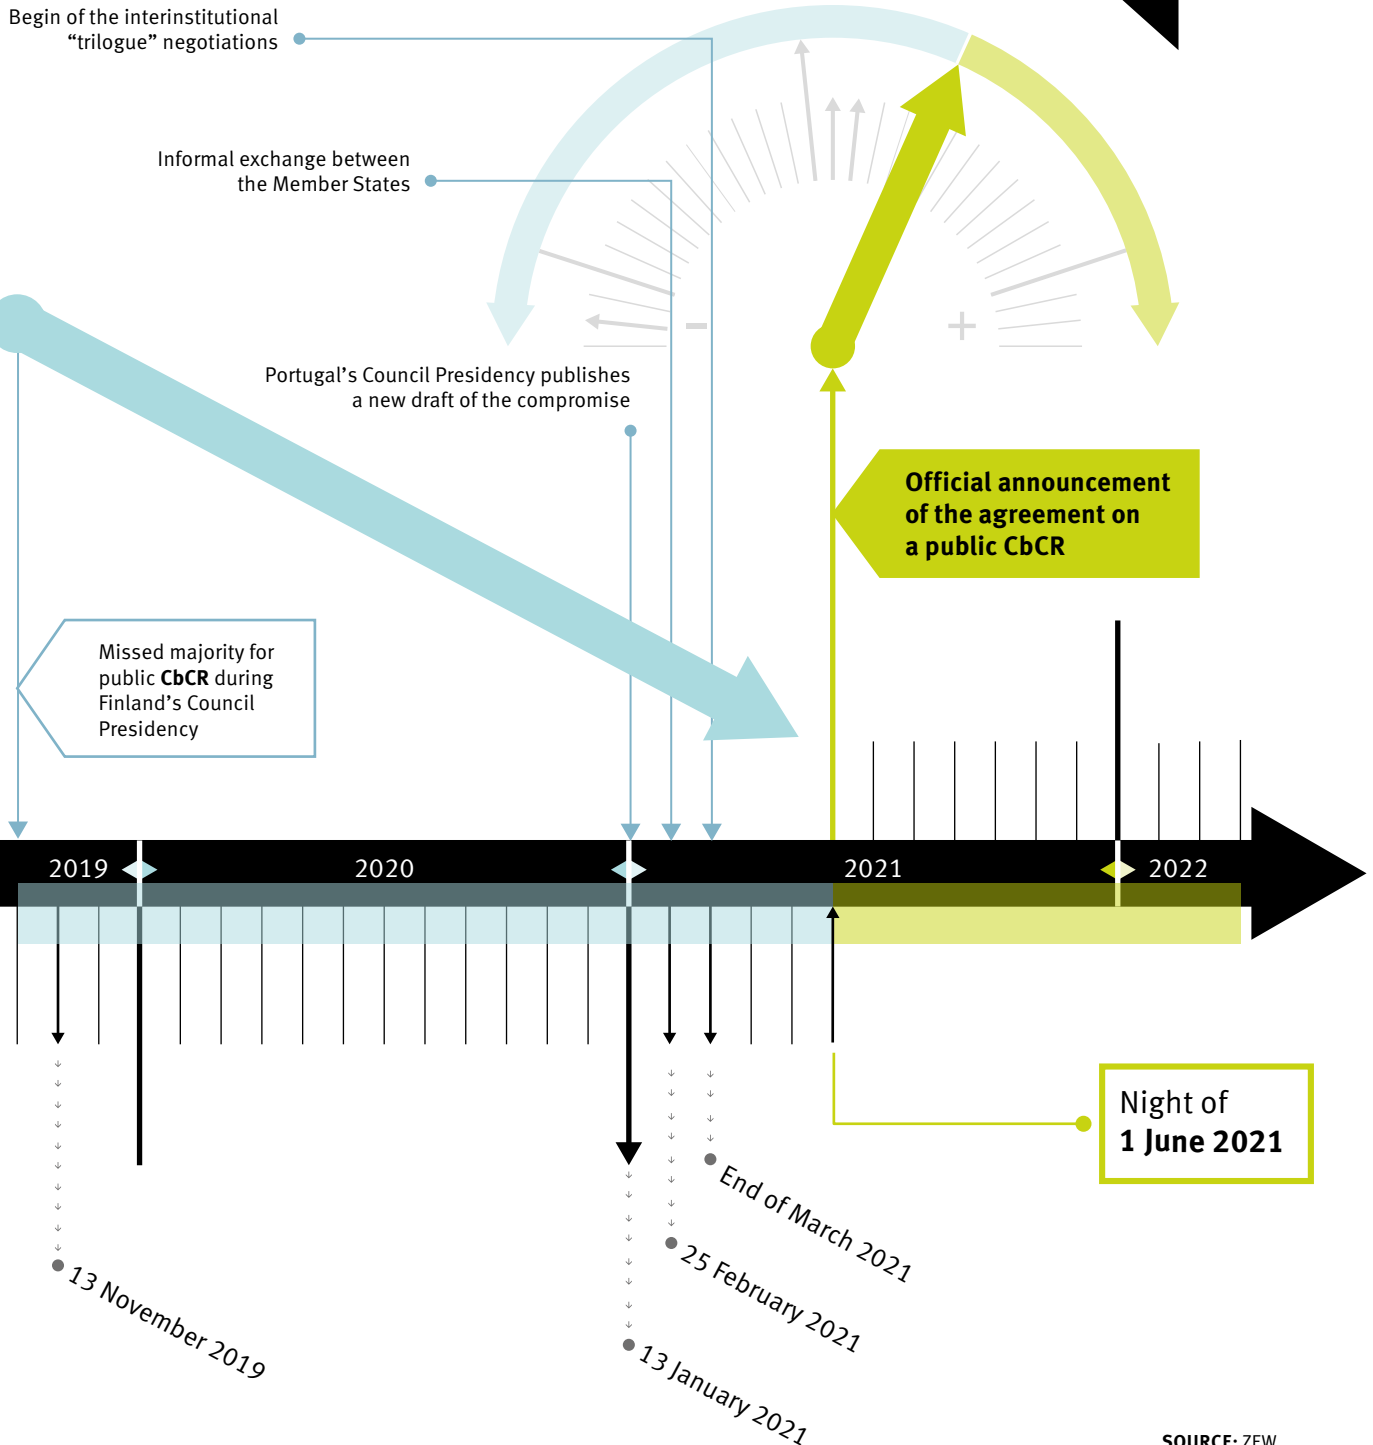 Begin of the interinstitutional
“trilogue” negotiations
Informal exchange between
the Member States
Portugal’s Council Presidency publishes
a new draft of the compromise
Official announcement
of the agreement on
a public CbCR
Missed majority for
public CbCR during
Finland’s Council
Presidency
2019
2020
2021
2022
Night of
1 June 2021
End of March 2021
25 February 2021
13 November 2019
13 January 2021
SOURCE: ZEW